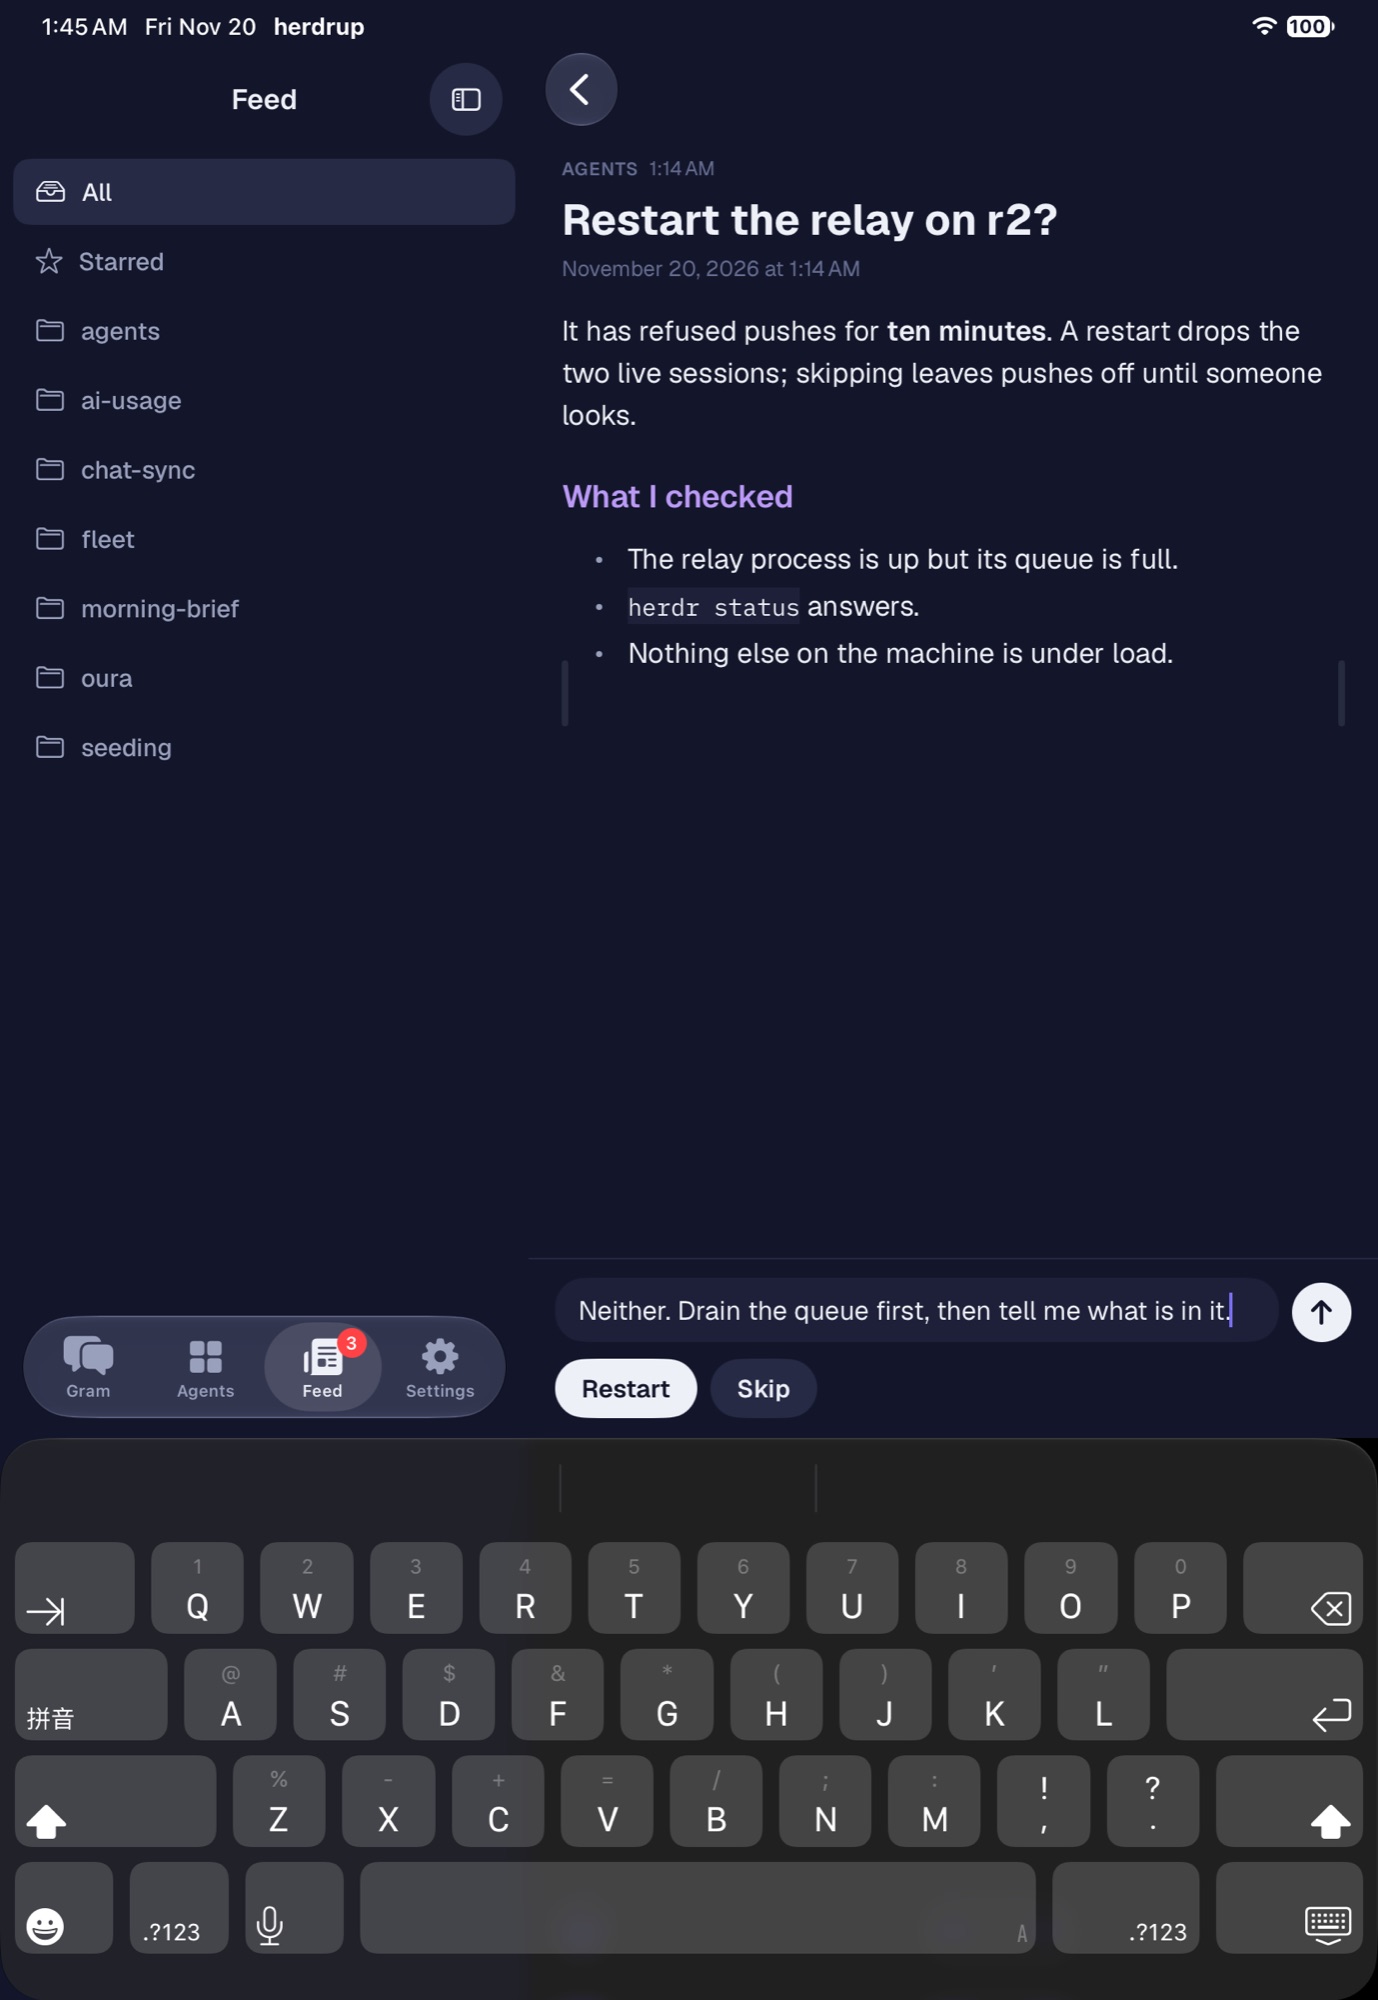 1:45 AM Fri Nov 20 herdrup
100
Feed
All
Starred
agents
ai-usage
chat-sync
fleet
morning-brief
oura
seeding
AGENTS 1:14 AM
Restart the relay on r2?
November 20, 2026 at 1:14 AM
It has refused pushes for ten minutes. A restart drops the
two live sessions; skipping leaves pushes off until someone
looks.
What I checked
• The relay process is up but its queue is full.
• herdr status answers.
• Nothing else on the machine is under load.
Neither. Drain the queue first, then tell me what is in it.
Restart Skip
3
Gram Agents Feed Settings
1 2 3 4 5 6 7 8 9 0
Q W E R T Y U I O P
@ # $ & * ( ) ' "
拼音 A S D F G H J K L
% - + = / ; : ! ?
Z X C V B N M , .
.?123 A .?123